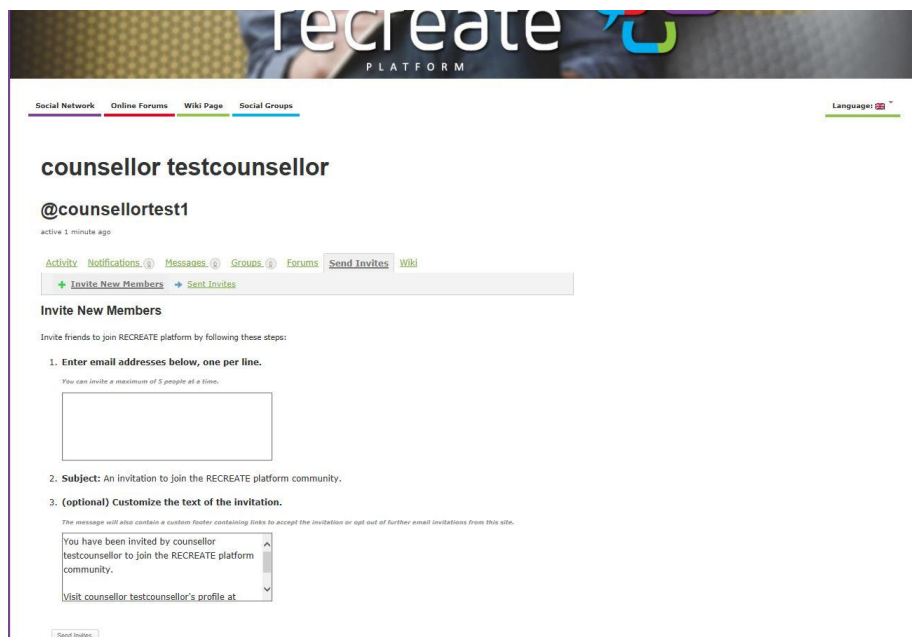 recreate
PLATFORM
Social Network Online Forums Wiki Page Social Groups Language:
counsellor testcounsellor
@counsellortest1
active 1 minute ago
Activity Notifications 0 Messages 0 Groups 0 Forums Send Invites Wiki
Invite New Members Sent Invites
Invite New Members
Invite friends to join RECREATE platform by following these steps:
1. Enter email addresses below, one per line.
You can invite a maximum of 5 people at a time.
2. Subject: An invitation to join the RECREATE platform community.
3. (optional) Customize the text of the invitation.
The message will also contain a custom footer containing links to accept the invitation or opt out of further email invitations from this site.
You have been invited by counsellor
testcounsellor to join the RECREATE platform
community.
Visit counsellor testcounsellor's profile at
Send Invites